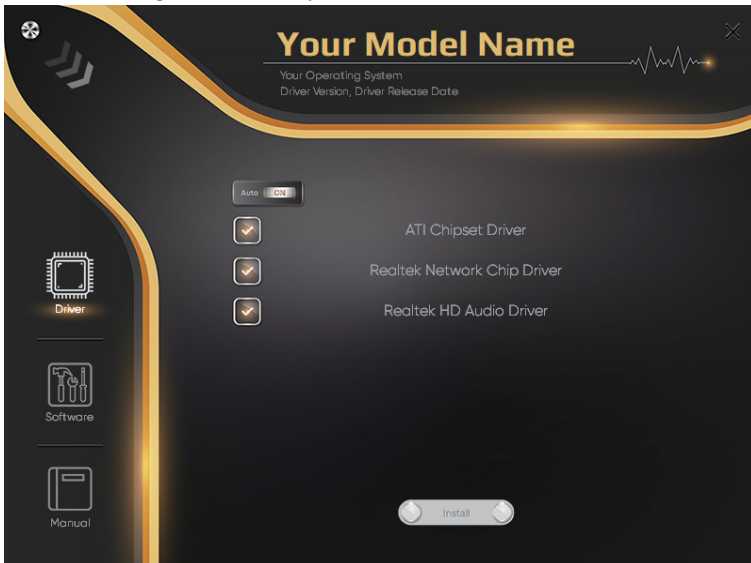 Your Model Name
Your Operating System
Driver Version, Driver Release Date
Auto ON
ATI Chipset Driver
Realtek Network Chip Driver
Realtek HD Audio Driver
Driver
Software
Manual
Install